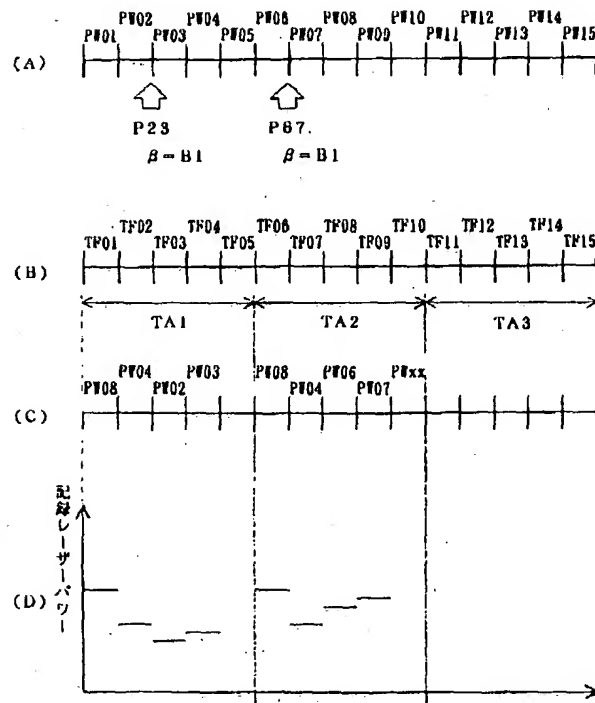 PW02 PW04 PW06 PW08 PW10 PW12 PW14
PW01 PW03 PW05 PW07 PW09 PW11 PW13 PW15
(A)
P23 P67.
β=B1 β=B1
TF02 TF04 TF06 TF08 TF10 TF12 TF14
TF01 TF03 TF05 TF07 TF09 TF11 TF13 TF15
(B)
TA1 TA2 TA3
PW04 PW03 PW08 PW06 PWxx
PW08 PW02 PW04 PW07
(C)
記録レーザーパワー
(D)